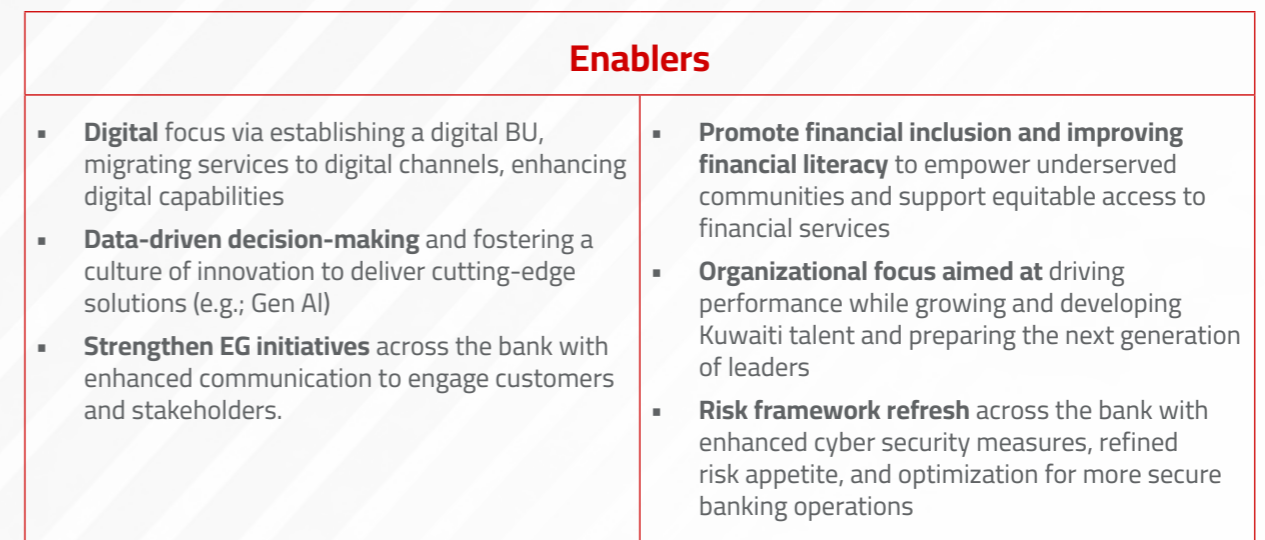 Enablers
▪ Digital focus via establishing a digital BU,
migrating services to digital channels, enhancing
digital capabilities
▪ Data-driven decision-making and fostering a
culture of innovation to deliver cutting-edge
solutions (e.g.; Gen AI)
▪ Strengthen EG initiatives across the bank with
enhanced communication to engage customers
and stakeholders.
▪ Promote financial inclusion and improving
financial literacy to empower underserved
communities and support equitable access to
financial services
▪ Organizational focus aimed at driving
performance while growing and developing
Kuwaiti talent and preparing the next generation
of leaders
▪ Risk framework refresh across the bank with
enhanced cyber security measures, refined
risk appetite, and optimization for more secure
banking operations